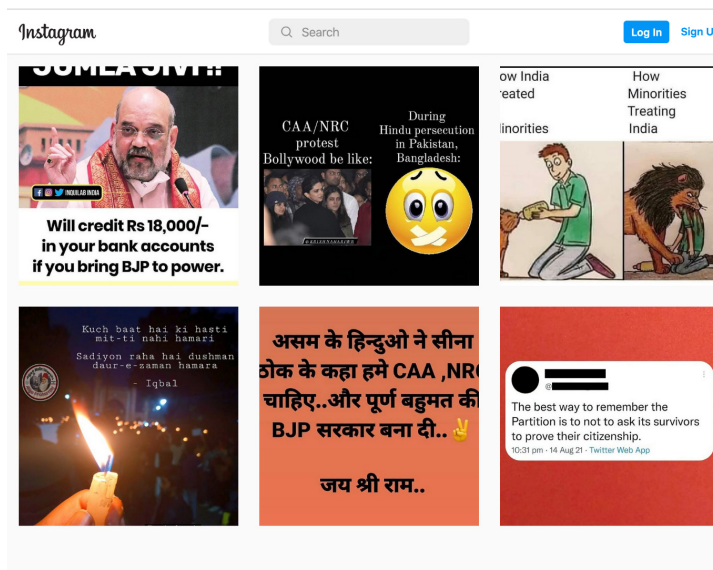 Instagram
Search
Log In
Sign U
JUMLA JIVI!!
INQUILAB INDIA
Will credit Rs 18,000/-
in your bank accounts
if you bring BJP to power.
CAA/NRC
protest
Bollywood be like:
During
Hindu persecution
in Pakistan,
Bangladesh:
ow India
reated
inorities
How
Minorities
Treating
India
Kuch baat hai ki hasti
mit-ti nahi hamari
Sadiyon raha hai dushman
daur-e-zaman hamara
- Iqbal
असम के हिन्दुओ ने सीना
ठोक के कहा हमे CAA ,NR
चाहिए..और पूर्ण बहुमत की
BJP सरकार बना दी.. ✌
जय श्री राम..
@
The best way to remember the
Partition is to not to ask its survivors
to prove their citizenship.
10:31 pm · 14 Aug 21 · Twitter Web App